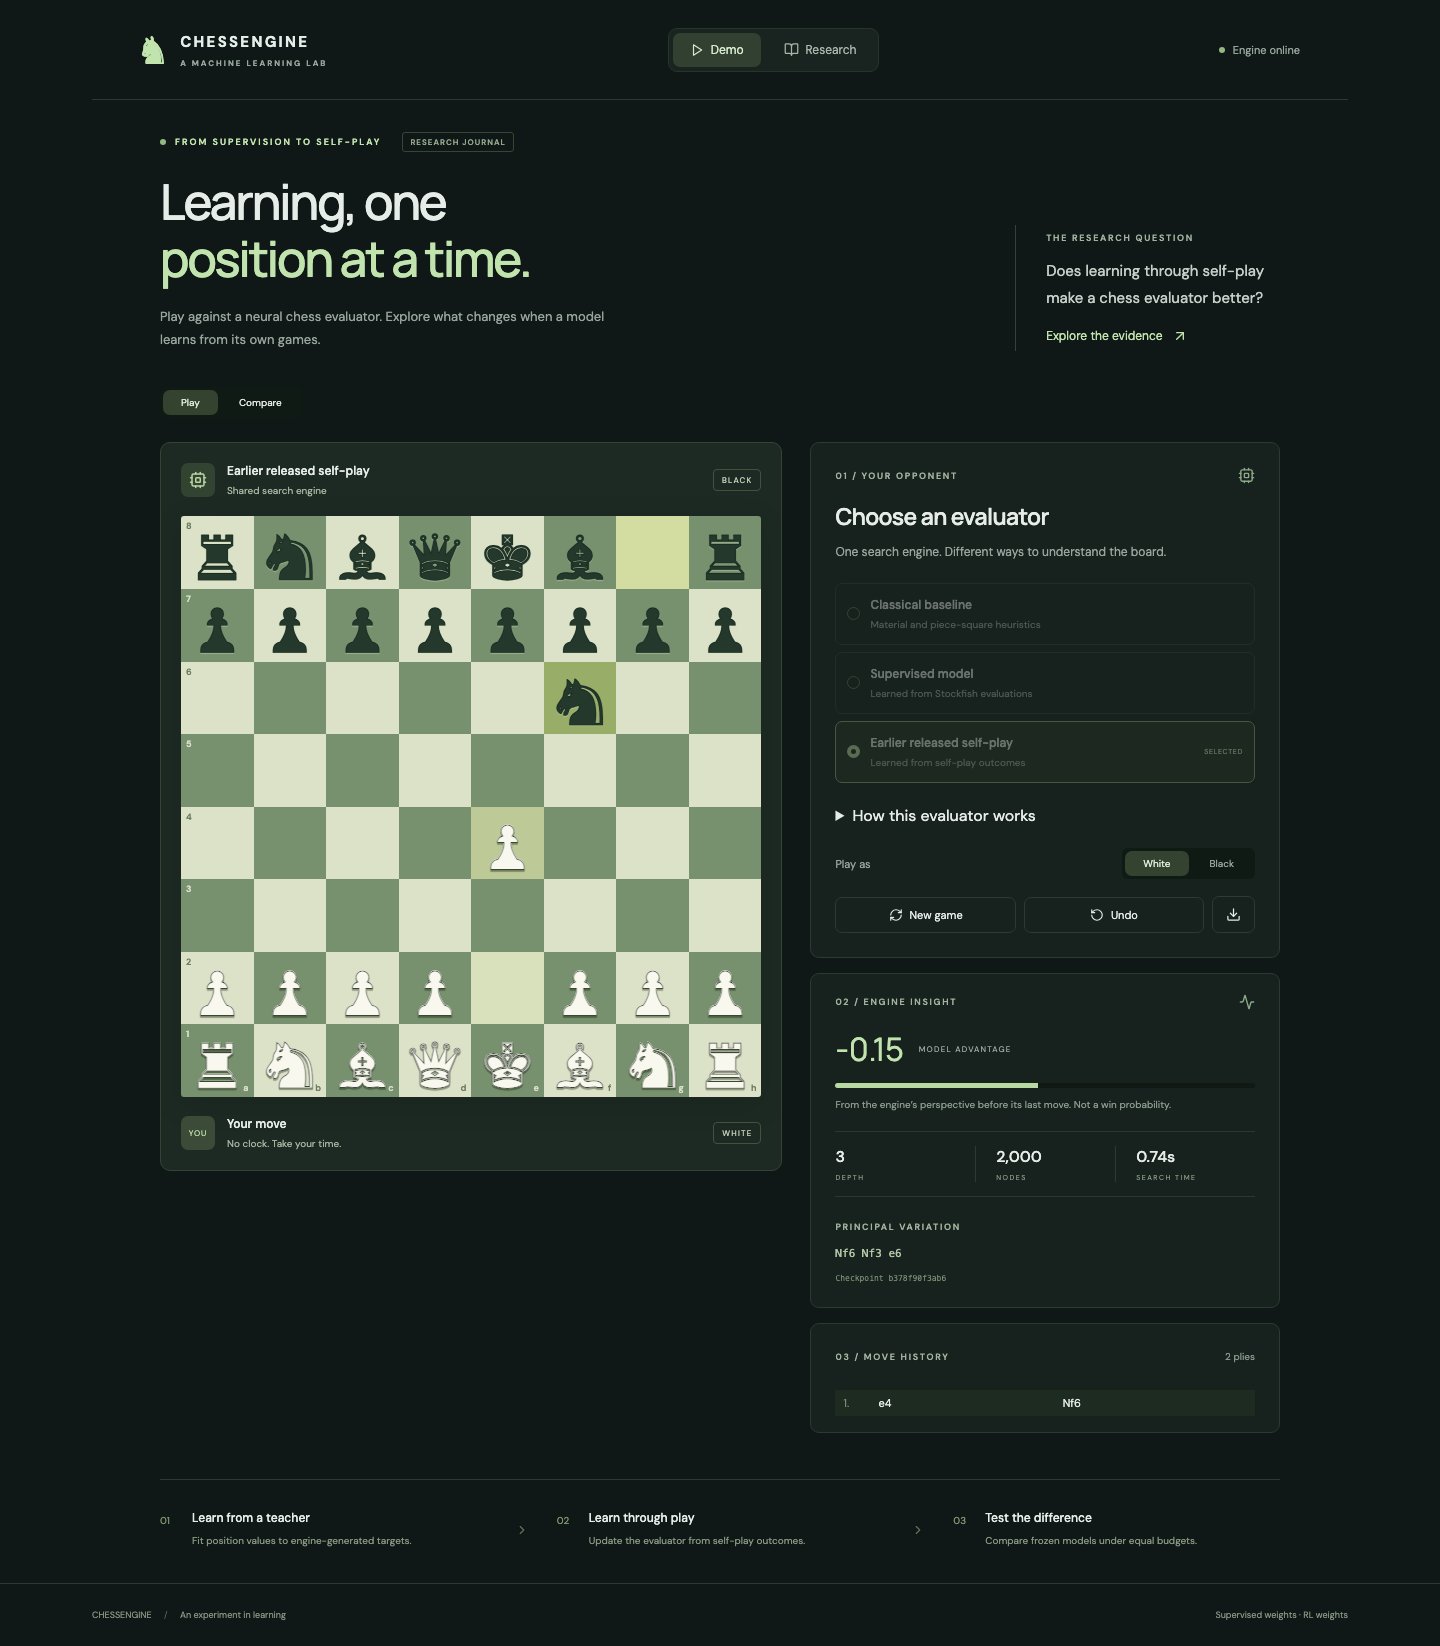 CHESSENGINE
A MACHINE LEARNING LAB
Demo
Research
Engine online
FROM SUPERVISION TO SELF-PLAY
RESEARCH JOURNAL
Learning, one
position at a time.
Play against a neural chess evaluator. Explore what changes when a model
learns from its own games.
THE RESEARCH QUESTION
Does learning through self-play
make a chess evaluator better?
Explore the evidence
Play
Compare
Earlier released self-play
Shared search engine
BLACK
8
7
6
5
4
3
2
1
a
b
c
d
e
f
g
h
YOU
Your move
No clock. Take your time.
WHITE
01 / YOUR OPPONENT
Choose an evaluator
One search engine. Different ways to understand the board.
Classical baseline
Material and piece-square heuristics
Supervised model
Learned from Stockfish evaluations
Earlier released self-play
Learned from self-play outcomes
SELECTED
How this evaluator works
Play as
White
Black
New game
Undo
02 / ENGINE INSIGHT
-0.15
MODEL ADVANTAGE
From the engine's perspective before its last move. Not a win probability.
3
DEPTH
2,000
NODES
0.74s
SEARCH TIME
PRINCIPAL VARIATION
Nf6 Nf3 e6
Checkpoint b378f90f3ab6
03 / MOVE HISTORY
2 plies
1.
e4
Nf6
01
Learn from a teacher
Fit position values to engine-generated targets.
02
Learn through play
Update the evaluator from self-play outcomes.
03
Test the difference
Compare frozen models under equal budgets.
CHESSENGINE / An experiment in learning
Supervised weights · RL weights